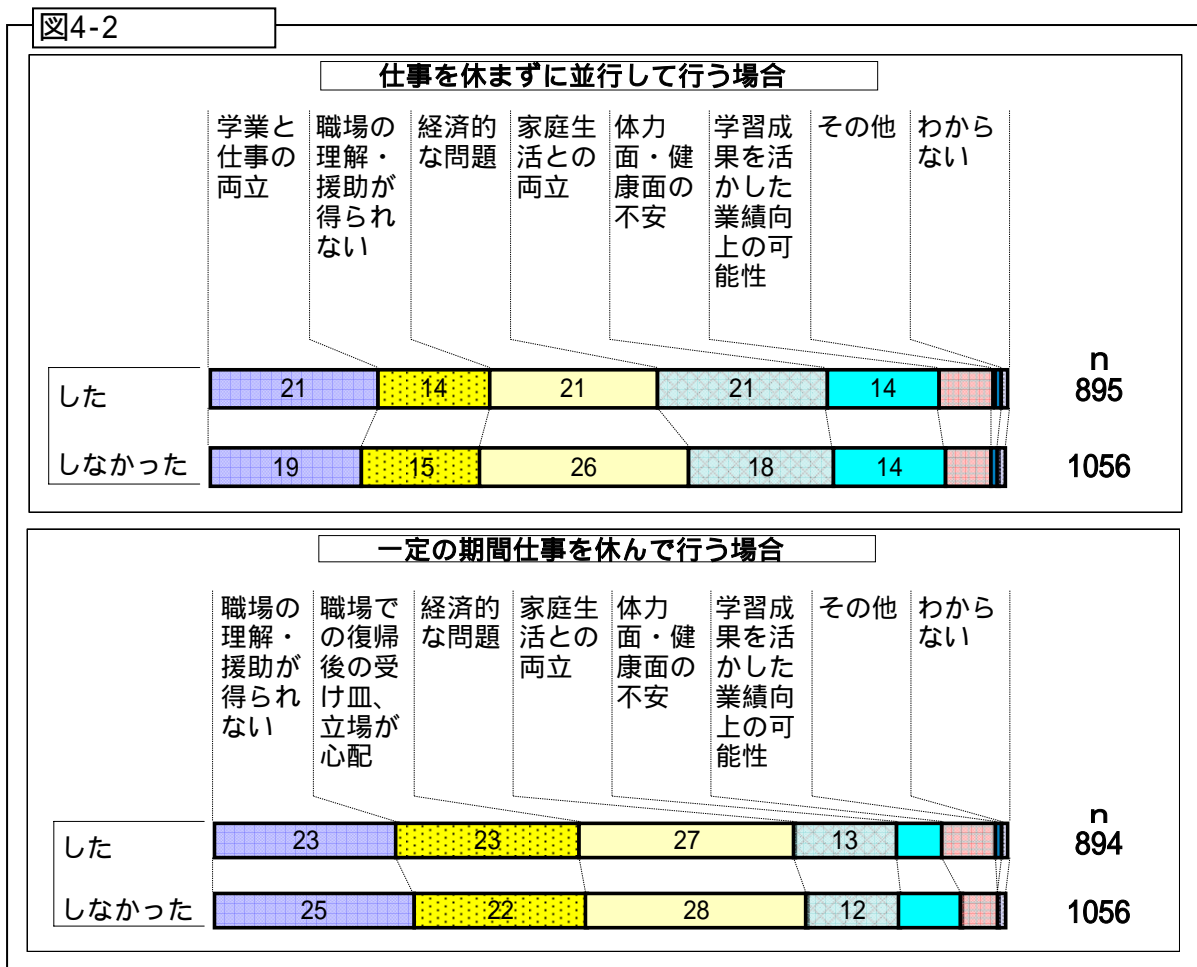 図4-2
仕事を休まずに並行して行う場合
学業と
仕事の
両立
職場の
理解・
援助が
得られ
ない
経済的
な問題
家庭生
活との
両立
体力
面・健
康面の
不安
学習成
果を活
かした
業績向
上の可
能性
その他
わから
ない
n
した
21
14
21
21
14
895
しなかった
19
15
26
18
14
1056
一定の期間仕事を休んで行う場合
職場の
理解・
援助が
得られ
ない
職場で
の復帰
後の受
け皿、
立場が
心配
経済的
な問題
家庭生
活との
両立
体力
面・健
康面の
不安
学習成
果を活
かした
業績向
上の可
能性
その他
わから
ない
n
した
23
23
27
13
894
しなかった
25
22
28
12
1056